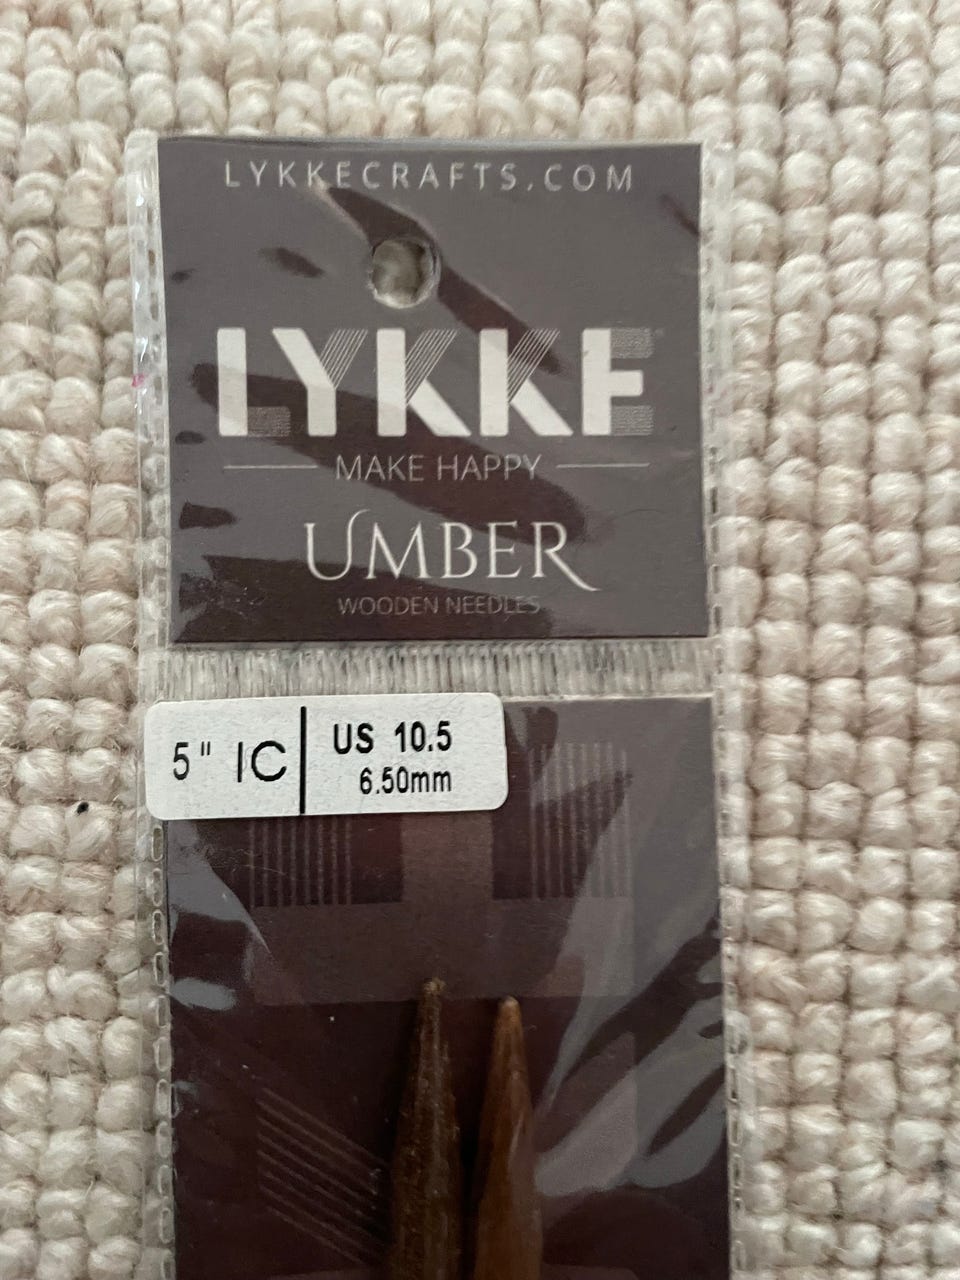 LYKKECRAFTS.COM
LYKKE
MAKE HAPPY
UMBER
WOODEN NEEDLES
5" IC
US 10.5
6.50mm